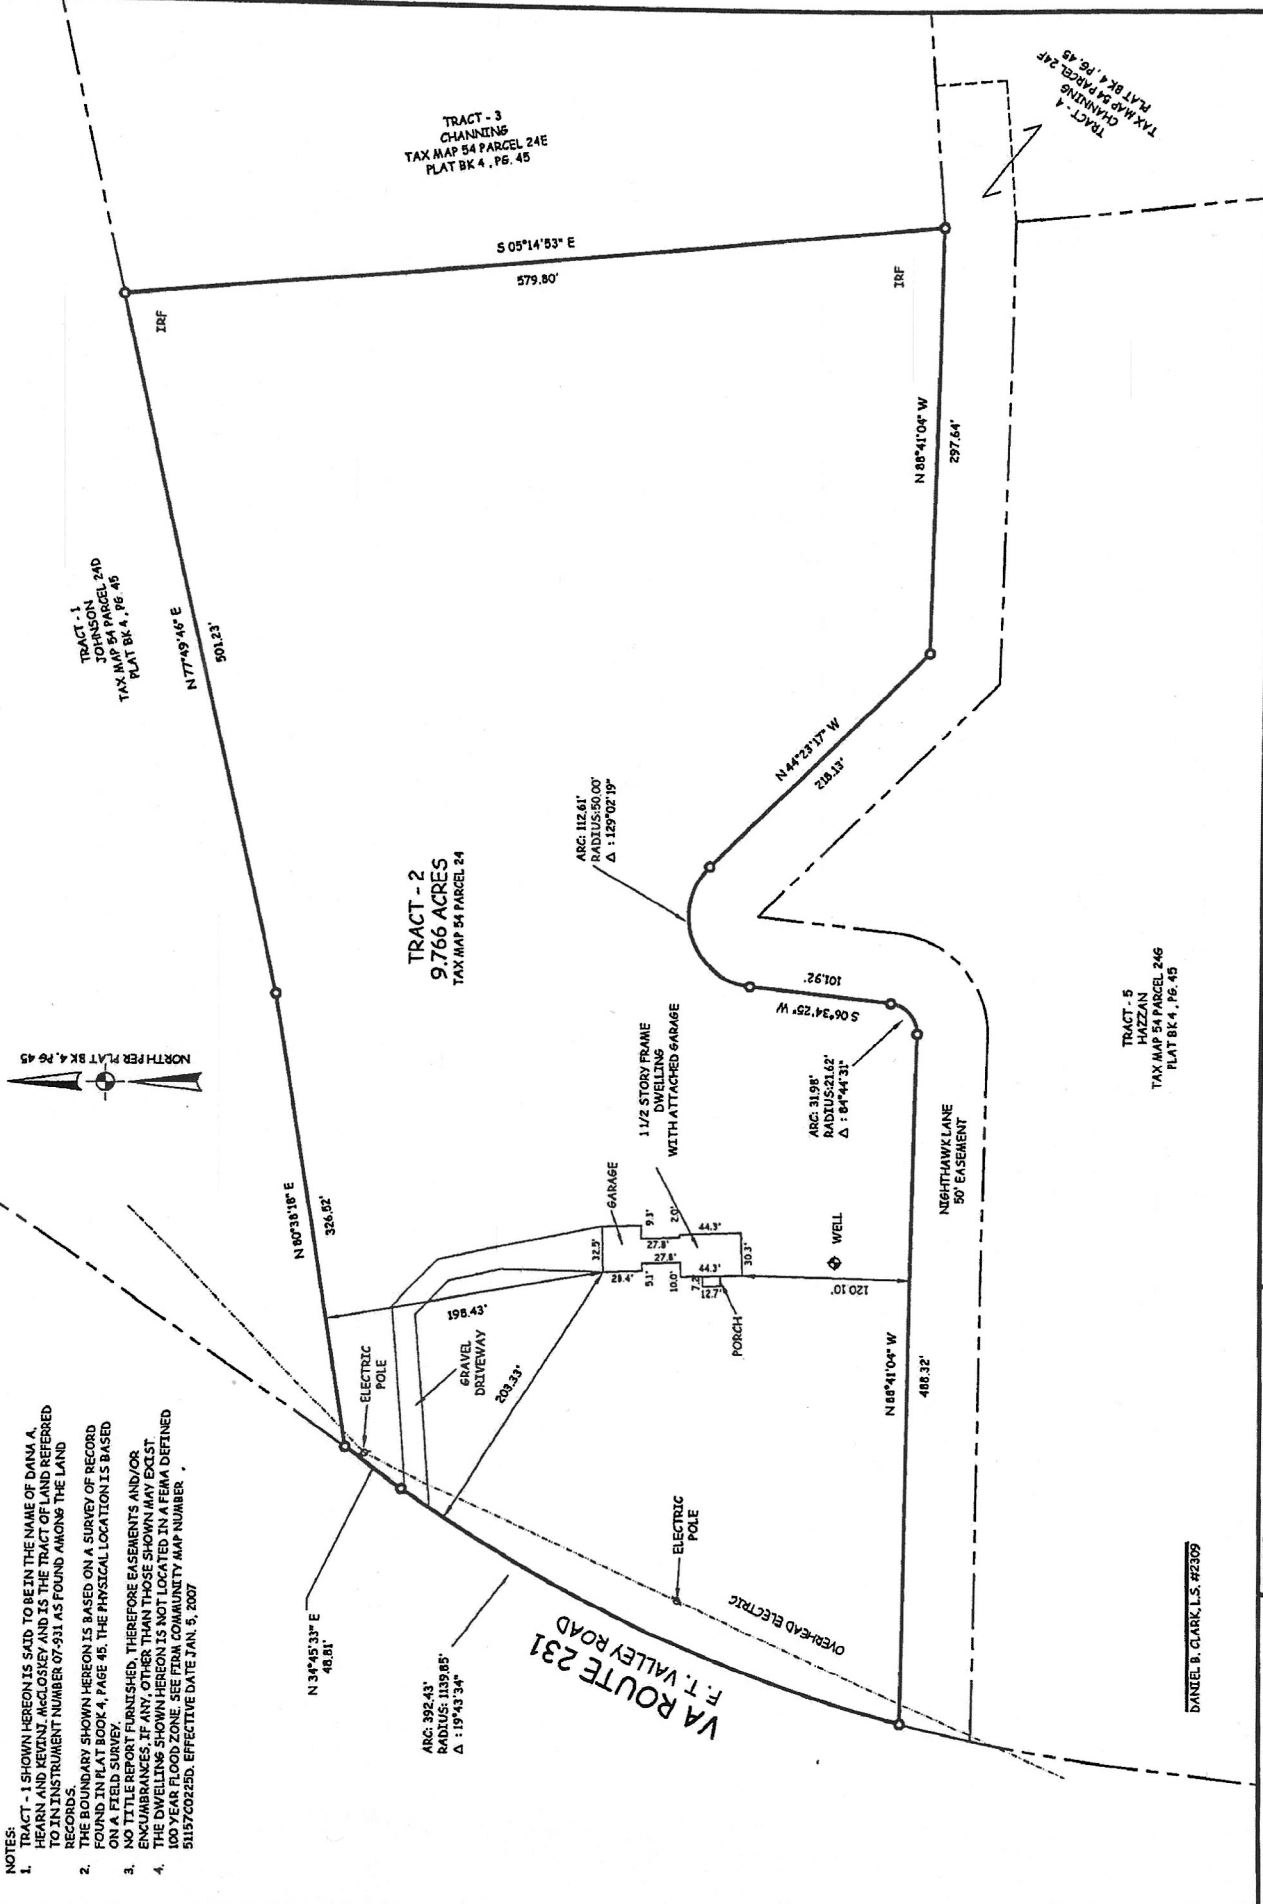 NOTES:
1. TRACT - 1 SHOWN HEREON IS SAID TO BE IN THE NAME OF DANA A.
HEARN AND KEVIN J. McCLOSKEY AND IS THE TRACT OF LAND REFERRED
TO IN INSTRUMENT NUMBER 07-931 AS FOUND AMONG THE LAND
RECORDS.
2. THE BOUNDARY SHOWN HEREON IS BASED ON A SURVEY OF RECORD
FOUND IN PLAT BOOK 4, PAGE 45. THE PHYSICAL LOCATION IS BASED
ON A FIELD SURVEY.
3. NO TITLE REPORT FURNISHED, THEREFORE EASEMENTS AND/OR
ENCUMBRANCES, IF ANY, OTHER THAN THOSE SHOWN MAY EXIST
4. THE DWELLING SHOWN HEREON IS NOT LOCATED IN A FEMA DEFINED
100 YEAR FLOOD ZONE. SEE FIRM COMMUNITY MAP NUMBER ,
51157C0225D. EFFECTIVE DATE JAN. 5, 2007
NORTH PER PLAT BK 4, PG 45
TRACT - 1
JOHNSON
TAX MAP 54 PARCEL 24D
PLAT BK 4 , PG. 45
N 77°49'46" E
501.23'
N 80°38'18" E
326.52'
TRACT - 3
CHANNING
TAX MAP 54 PARCEL 24E
PLAT BK 4 , PG. 45
IRF
S 05°14'53" E
579.80'
IRF
TRACT - 4
CHANNING
TAX MAP 54 PARCEL 24F
PLAT BK 4 , PG. 45
TRACT - 2
9.766 ACRES
TAX MAP 54 PARCEL 24
N 88°41'04" W
297.64'
N 44°23'17" W
218.13'
ARC: 112.61'
RADIUS:50.00'
Δ : 129°02'19"
101.92'
S 06°34'25" W
ARC: 31.98'
RADIUS:21.62'
Δ : 84°44'31"
1 1/2 STORY FRAME
DWELLING
WITH ATTACHED GARAGE
GARAGE
32.5'
9.3'
2.0'
44.3'
27.8'
27.8'
28.4'
5.1'
10.0'
44.3'
30.3'
7.2'
12.7'
PORCH
WELL
120.10'
198.43'
203.33'
GRAVEL
DRIVEWAY
ELECTRIC
POLE
N 34°45'33" E
48.81'
ARC: 392.43'
RADIUS: 1139.85'
Δ : 19°43'34"
VA ROUTE 231
F. T. VALLEY ROAD
ELECTRIC
POLE
OVERHEAD ELECTRIC
N 88°41'04" W
488.32'
NIGHTHAWK LANE
50' EASEMENT
TRACT - 5
HAZZAN
TAX MAP 54 PARCEL 24G
PLAT BK 4 , PG. 45
DANIEL B. CLARK, L.S. #2309